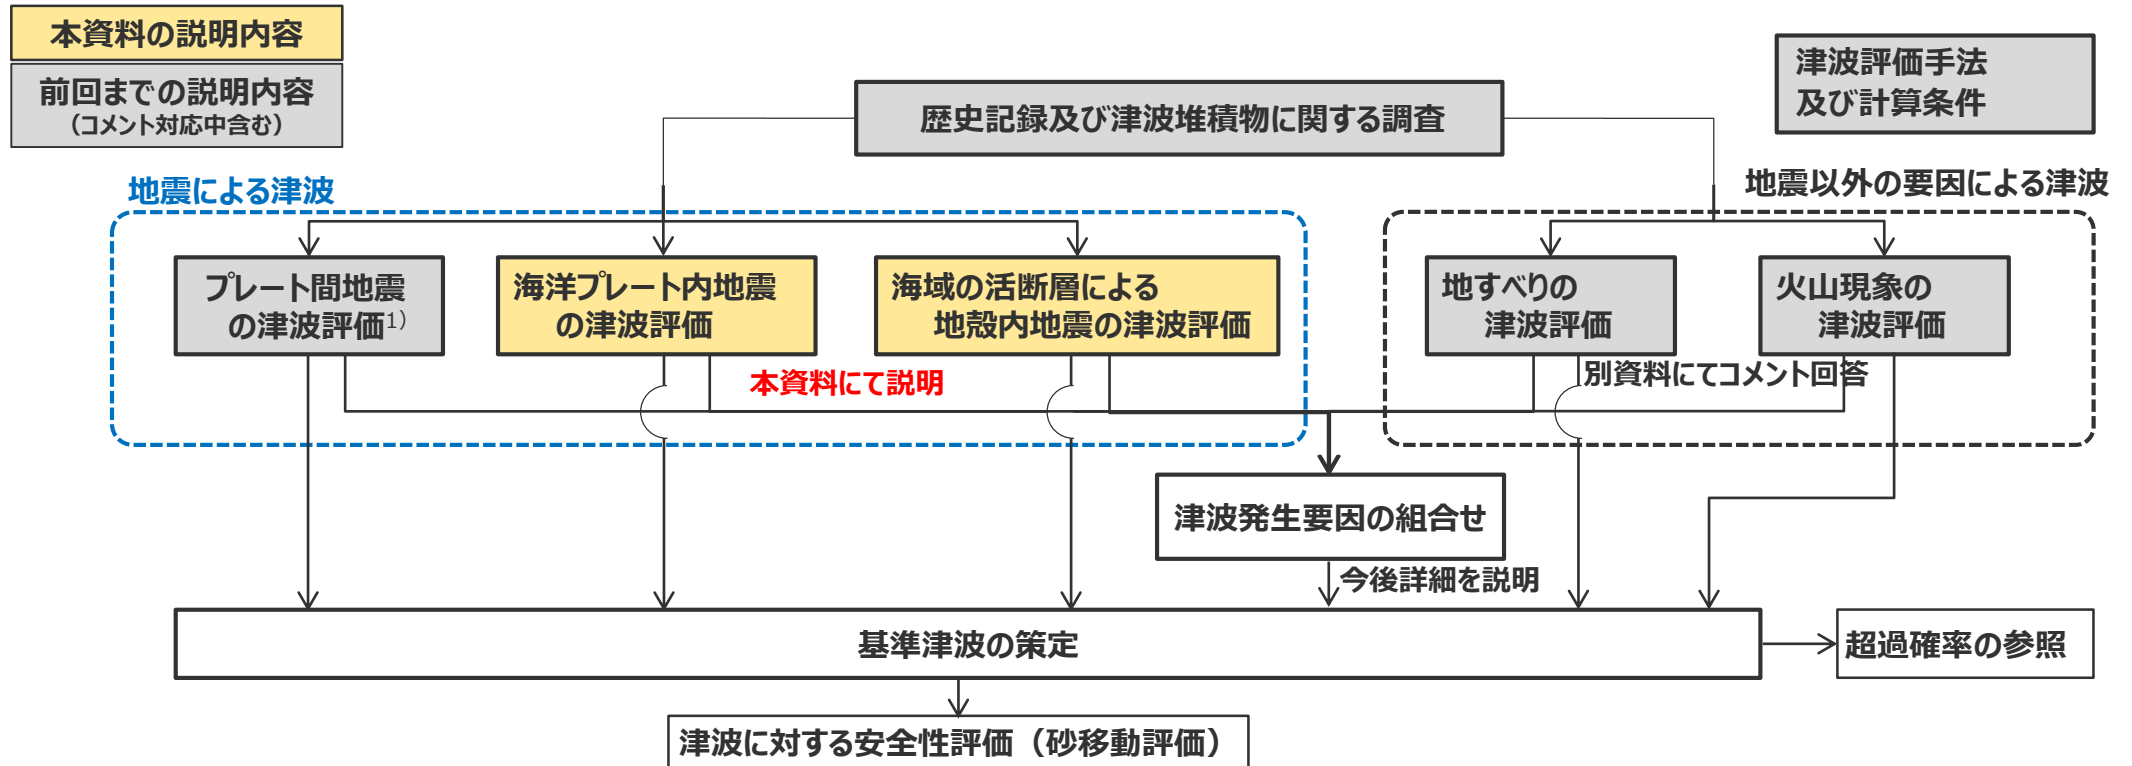 本資料の説明内容
前回までの説明内容
（コメント対応中含む）
津波評価手法
及び計算条件
歴史記録及び津波堆積物に関する調査
地震による津波
地震以外の要因による津波
プレート間地震
の津波評価1)
海洋プレート内地震
の津波評価
海域の活断層による
地殻内地震の津波評価
地すべりの
津波評価
火山現象の
津波評価
本資料にて説明
別資料にてコメント回答
津波発生要因の組合せ
今後詳細を説明
基準津波の策定
超過確率の参照
津波に対する安全性評価（砂移動評価）